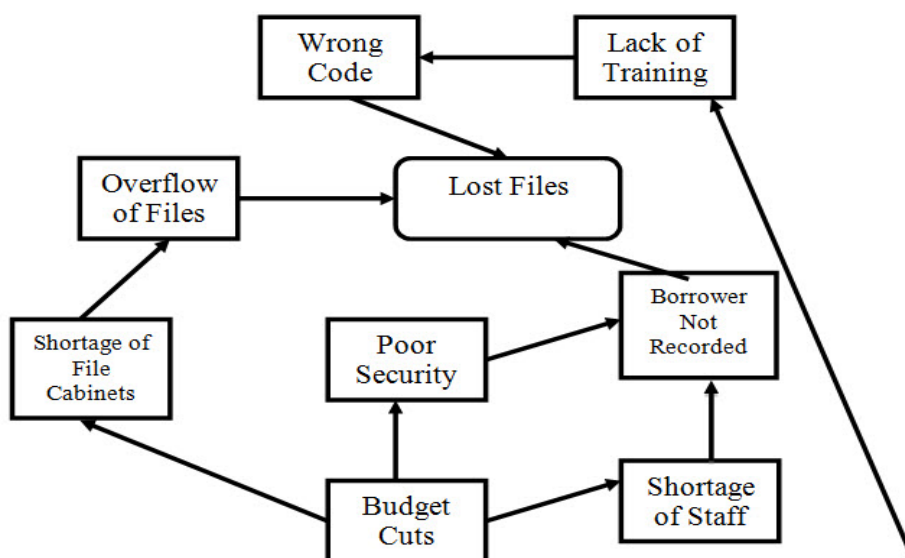 Wrong
Code
Lack of
Training
Overflow
of Files
Lost Files
Shortage of
File
Cabinets
Poor
Security
Borrower
Not
Recorded
Budget
Cuts
Shortage
of Staff